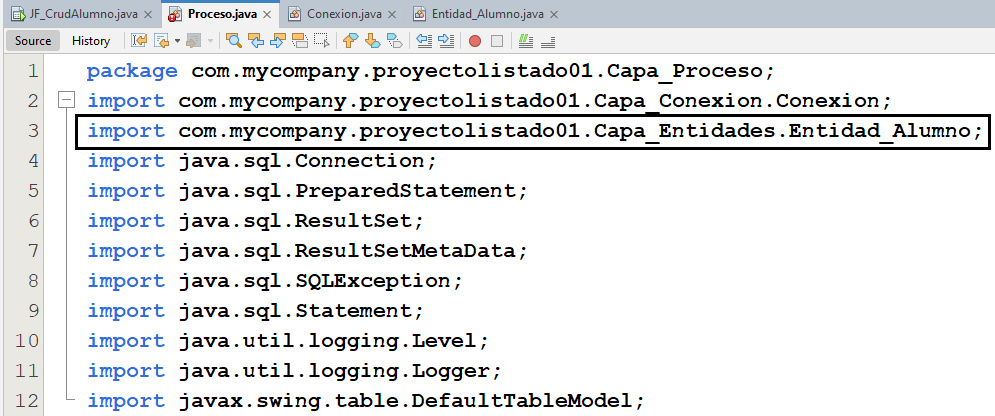 JF_CrudAlumno.java Proceso.java Conexion.java Entidad_Alumno.java
Source History
1 package com.mycompany.proyectolistado01.Capa_Proceso;
2 import com.mycompany.proyectolistado01.Capa_Conexion.Conexion;
3 import com.mycompany.proyectolistado01.Capa_Entidades.Entidad_Alumno;
4 import java.sql.Connection;
5 import java.sql.PreparedStatement;
6 import java.sql.ResultSet;
7 import java.sql.ResultSetMetaData;
8 import java.sql.SQLException;
9 import java.sql.Statement;
10 import java.util.logging.Level;
11 import java.util.logging.Logger;
12 import javax.swing.table.DefaultTableModel;